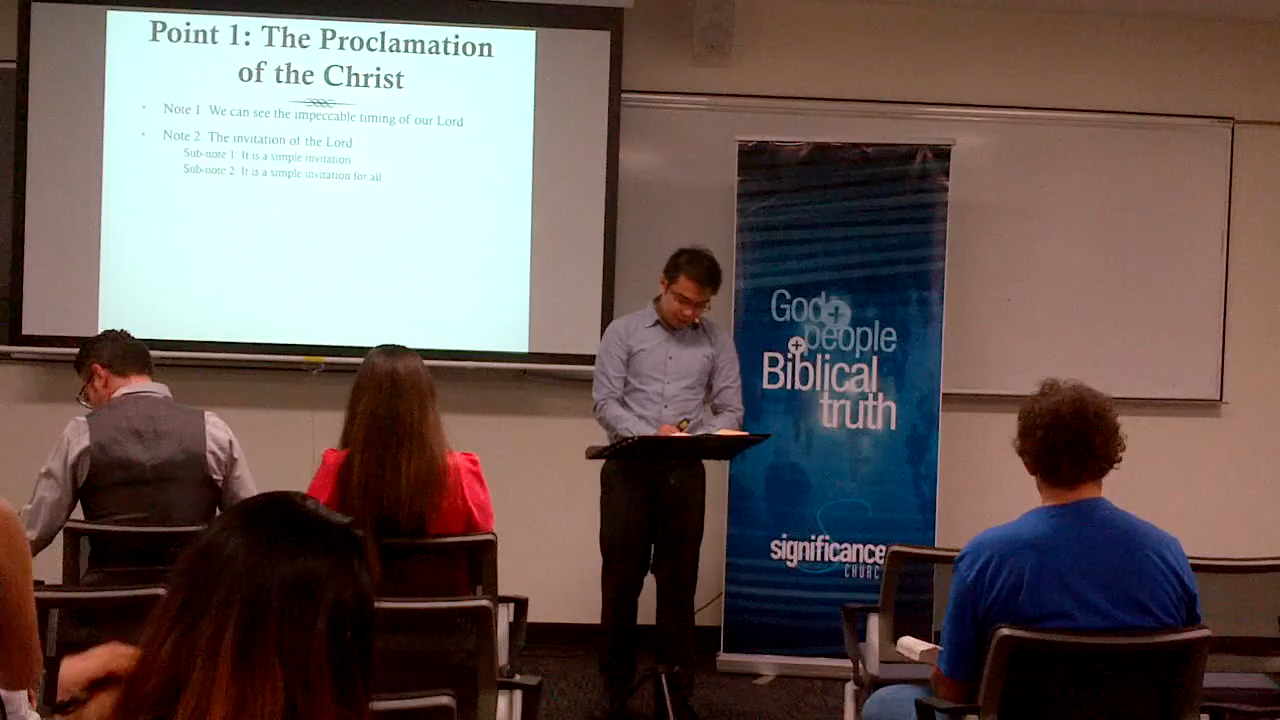 Point 1: The Proclamation
of the Christ
Note 1: We can see the impeccable timing of our Lord
Note 2: The invitation of the Lord
Sub-note 1: It is a simple invitation
Sub-note 2: It is a simple invitation for all
God+
+people
Biblical
truth
significance
CHURC